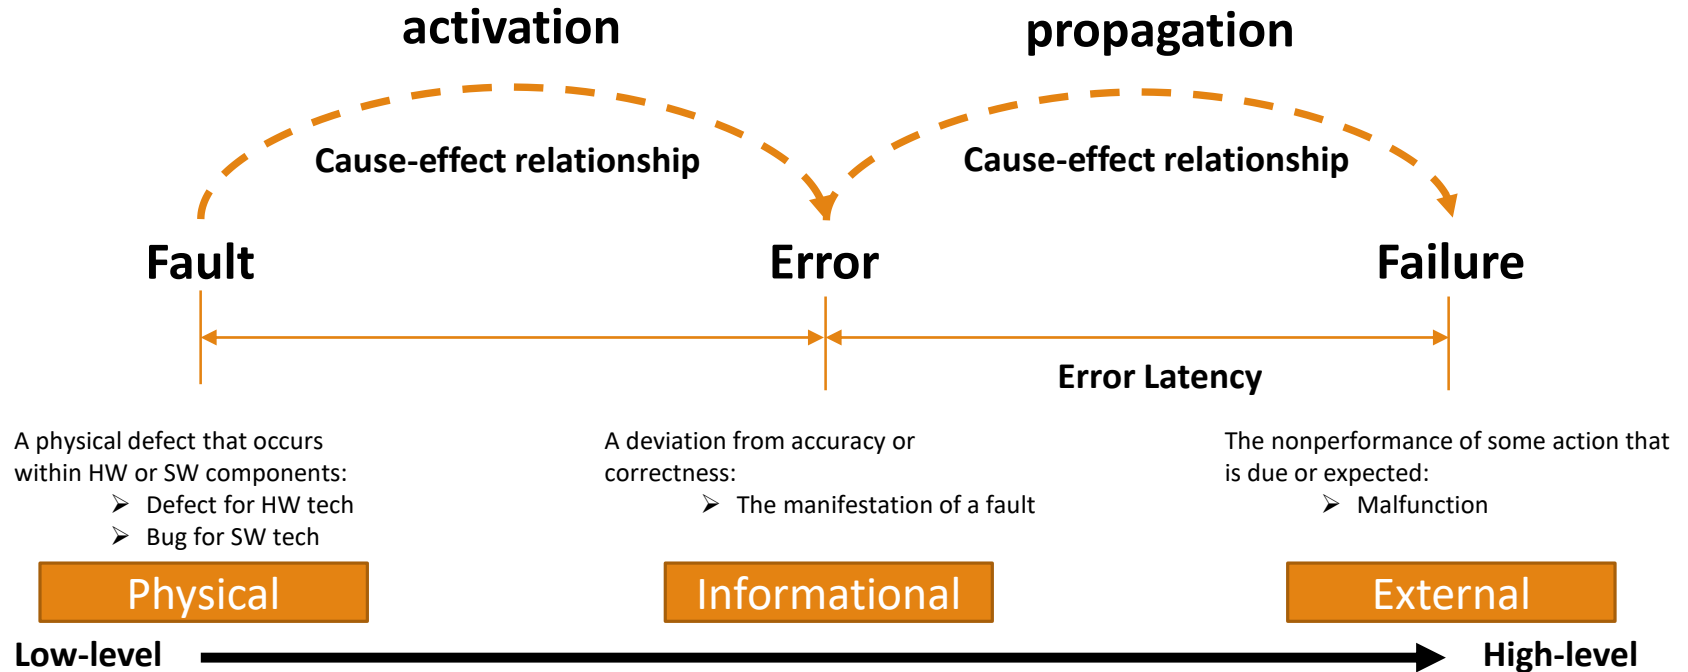 activation
propagation
Cause-effect relationship
Cause-effect relationship
Fault
Error
Failure
Error Latency
A physical defect that occurs
within HW or SW components:
➢ Defect for HW tech
➢ Bug for SW tech
A deviation from accuracy or
correctness:
➢ The manifestation of a fault
The nonperformance of some action that
is due or expected:
➢ Malfunction
Physical
Informational
External
Low-level
High-level